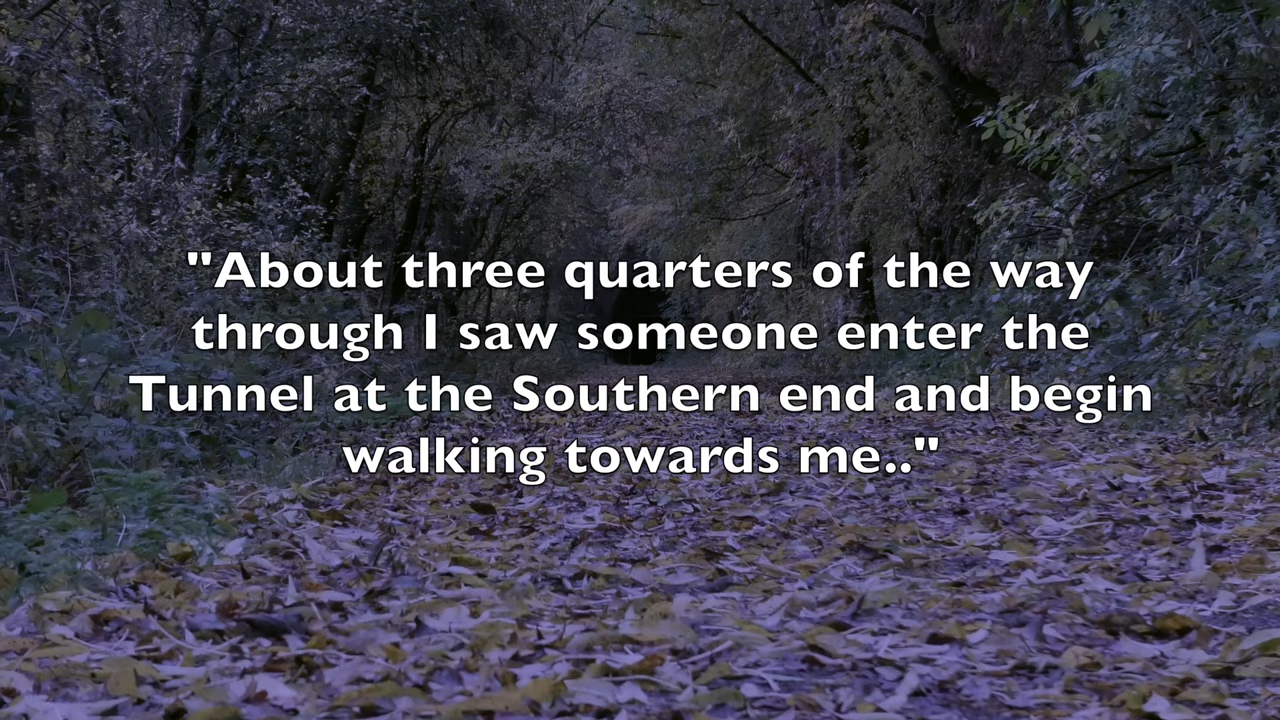 "About three quarters of the way
through I saw someone enter the
Tunnel at the Southern end and begin
walking towards me.."